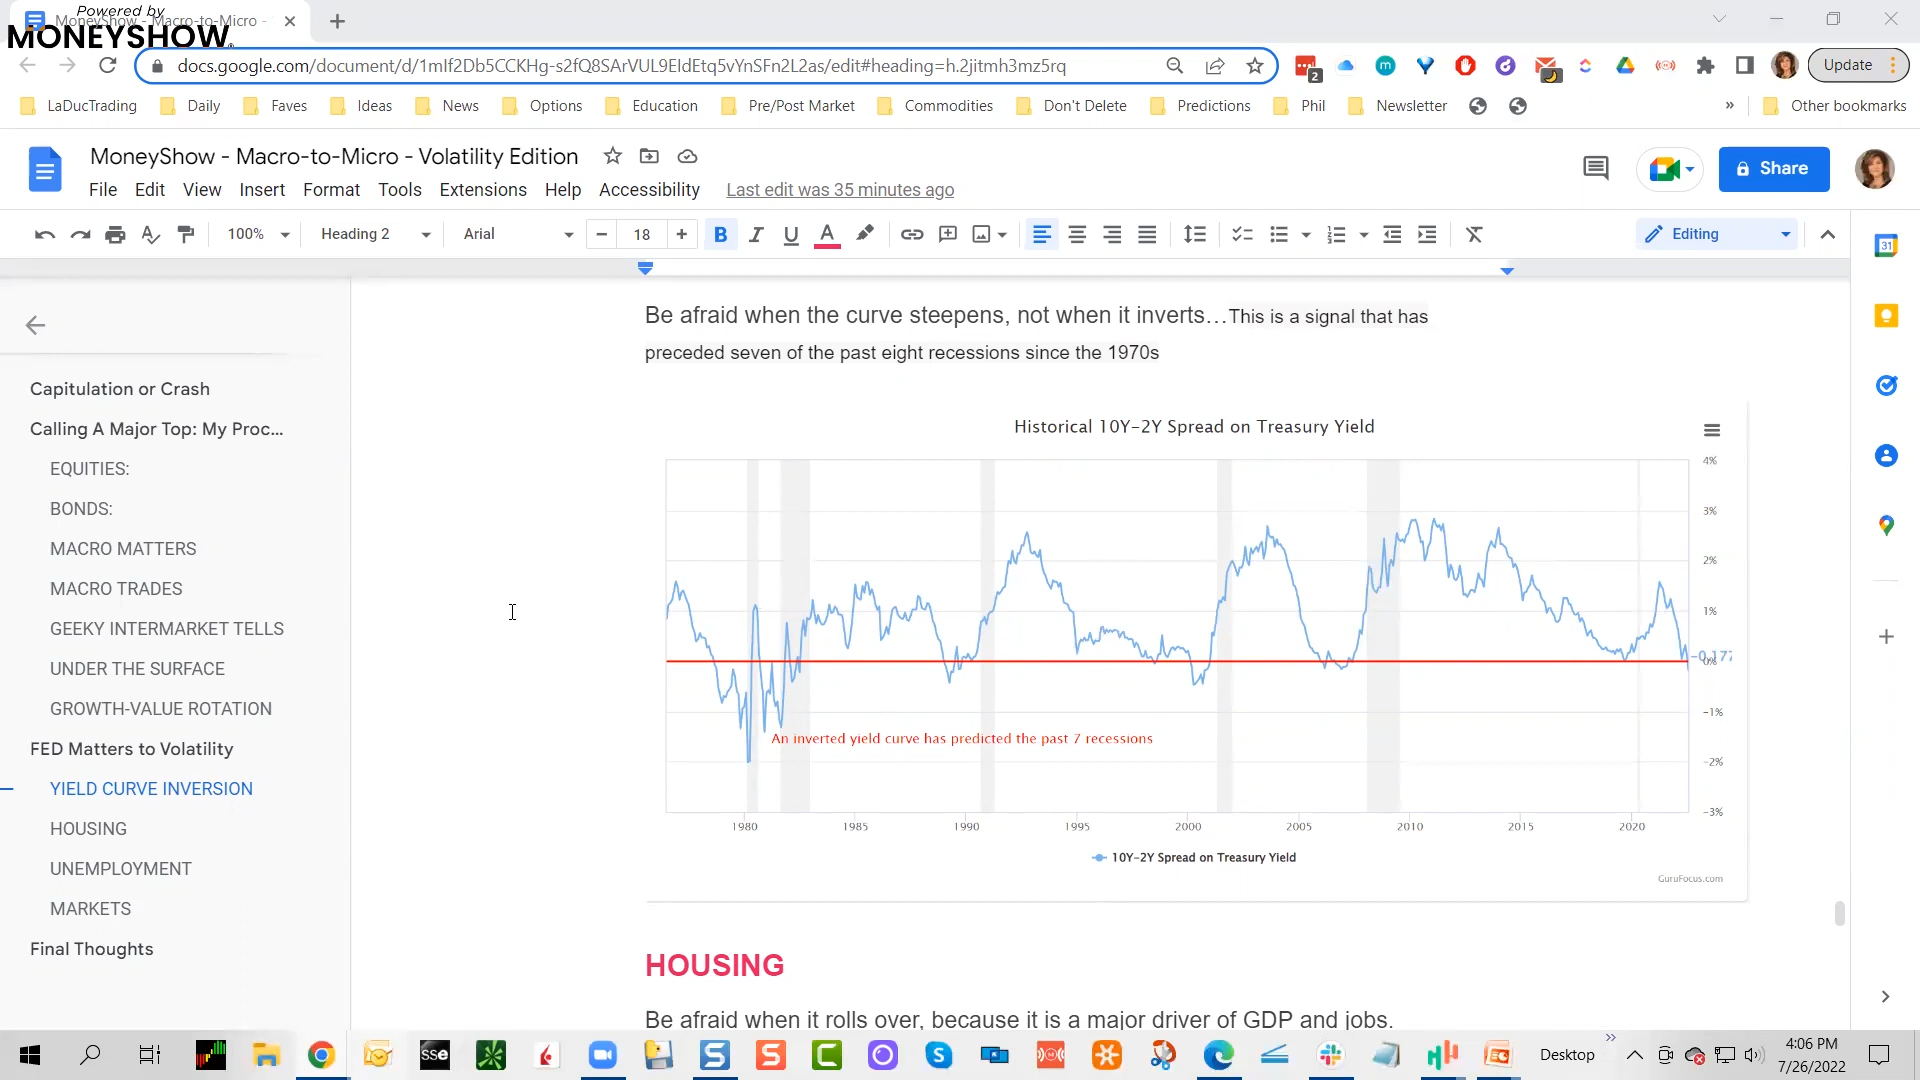 Powered by
MONEYSHOW
MoneyShow - Macro-to-Micro -
docs.google.com/document/d/1mIf2Db5CCKHg-s2fQ8SArVUL9EIdEtq5vYnSFn2L2as/edit#heading=h.2jitmh3mz5rq
2
Update
LaDucTrading
Daily
Faves
Ideas
News
Options
Education
Pre/Post Market
Commodities
Don't Delete
Predictions
Phil
Newsletter
»
Other bookmarks
MoneyShow - Macro-to-Micro - Volatility Edition
Share
File Edit View Insert Format Tools Extensions Help Accessibility Last edit was 35 minutes ago
100% Heading 2 Arial 18 Editing
Be afraid when the curve steepens, not when it inverts…This is a signal that has
preceded seven of the past eight recessions since the 1970s
Capitulation or Crash
Calling A Major Top: My Proc...
EQUITIES:
BONDS:
MACRO MATTERS
MACRO TRADES
GEEKY INTERMARKET TELLS
UNDER THE SURFACE
GROWTH-VALUE ROTATION
FED Matters to Volatility
YIELD CURVE INVERSION
HOUSING
UNEMPLOYMENT
MARKETS
Final Thoughts
Historical 10Y-2Y Spread on Treasury Yield
4%
3%
2%
1%
0%
-1%
-2%
-3%
An inverted yield curve has predicted the past 7 recessions
1980 1985 1990 1995 2000 2005 2010 2015 2020
10Y-2Y Spread on Treasury Yield
GuruFocus.com
HOUSING
Be afraid when it rolls over, because it is a major driver of GDP and jobs.
Desktop
4:06 PM
7/26/2022